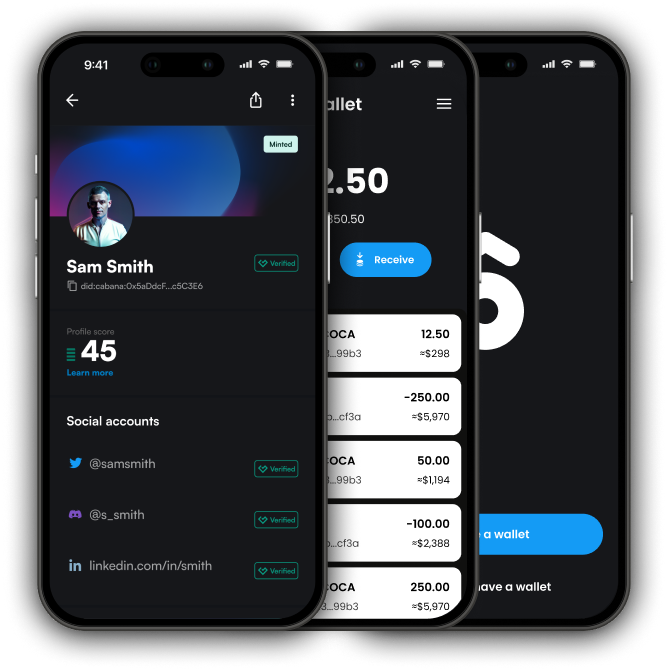 9:41
Minted
Sam Smith
Verified
did:cabana:0x5aDdcF...c5C3E6
Profile score
45
Learn more
Social accounts
@samsmith
Verified
@s_smith
Verified
linkedin.com/in/smith
Verified
allet
2.50
350.50
Receive
OCA 12.50
...99b3 ≈$298
-250.00
...cf3a ≈$5,970
OCA 50.00
...99b3 ≈$1,194
-100.00
...cf3a ≈$2,388
OCA 250.00
3...99b3 ≈$5,970
e a wallet
have a wallet